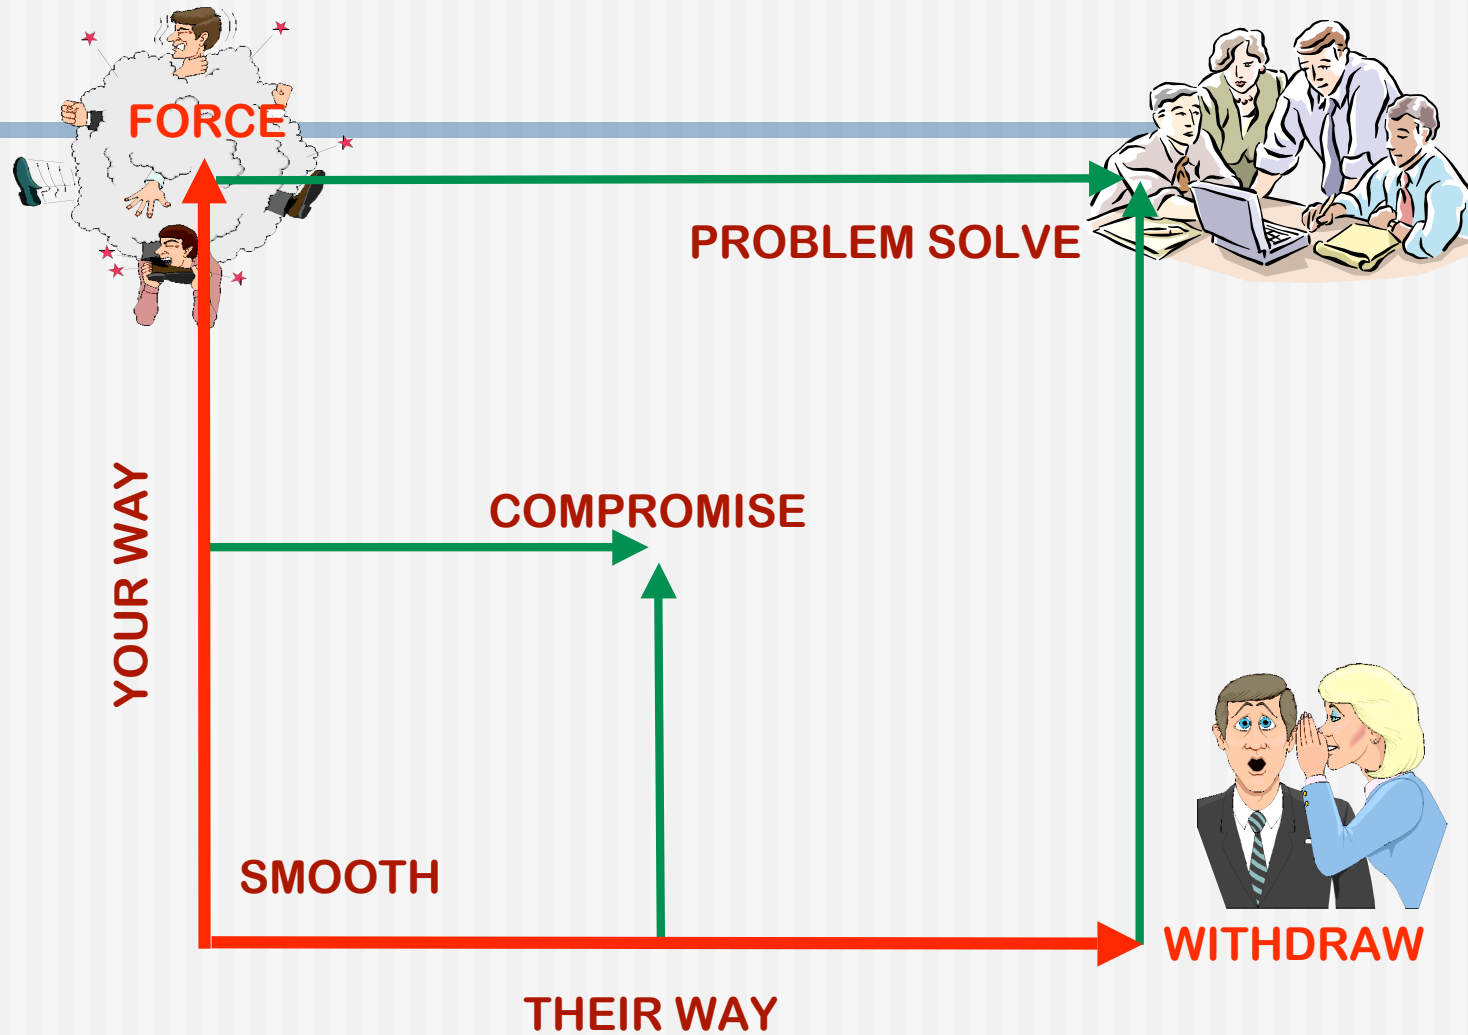 FORCE
PROBLEM SOLVE
COMPROMISE
YOUR WAY
SMOOTH
WITHDRAW
THEIR WAY